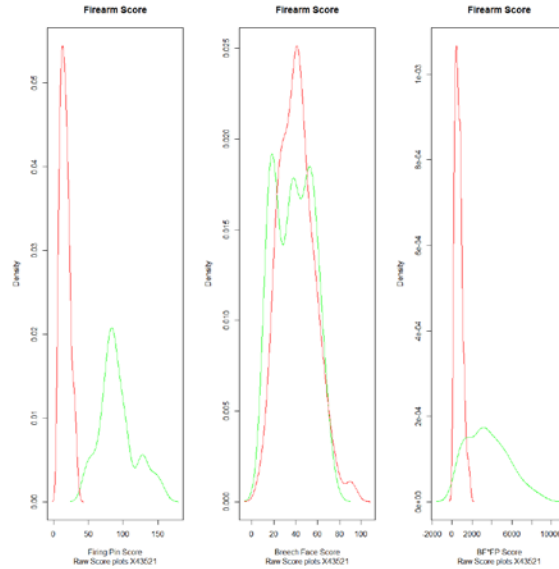 Firearm Score
Density
0.00
0.01
0.02
0.03
0.04
0.05
0
50
100
150
Firing Pin Score
Raw Score plots X43521
Firearm Score
Density
0.000
0.005
0.010
0.015
0.020
0.025
0
20
40
60
80
100
Breech Face Score
Raw Score plots X43521
Firearm Score
Density
0e+00
2e-04
4e-04
6e-04
8e-04
1e-03
-2000
2000
6000
10000
BF*FP Score
Raw Score plots X43521